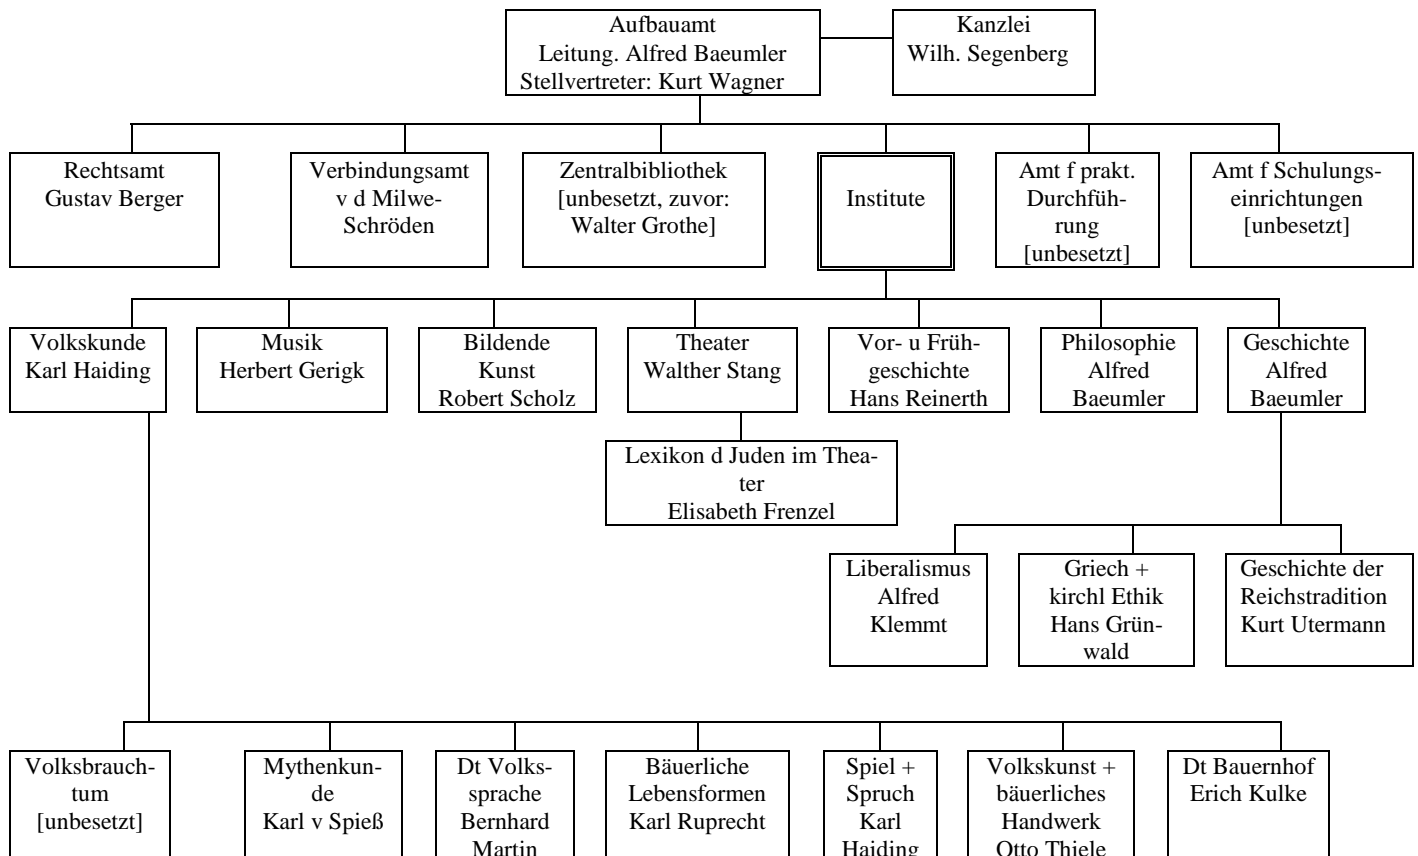 Aufbauamt
Leitung. Alfred Baeumler
Stellvertreter: Kurt Wagner
Kanzlei
Wilh. Segenberg
Rechtsamt
Gustav Berger
Verbindungsamt
v d Milwe-
Schröden
Zentralbibliothek
[unbesetzt, zuvor:
Walter Grothe]
Institute
Amt f prakt.
Durchfüh-
rung
[unbesetzt]
Amt f Schulungs-
einrichtungen
[unbesetzt]
Volkskunde
Karl Haiding
Musik
Herbert Gerigk
Bildende
Kunst
Robert Scholz
Theater
Walther Stang
Vor- u Früh-
geschichte
Hans Reinerth
Philosophie
Alfred
Baeumler
Geschichte
Alfred
Baeumler
Lexikon d Juden im Thea-
ter
Elisabeth Frenzel
Liberalismus
Alfred
Klemmt
Griech +
kirchl Ethik
Hans Grün-
wald
Geschichte der
Reichstradition
Kurt Utermann
Volksbrauch-
tum
[unbesetzt]
Mythenkun-
de
Karl v Spieß
Dt Volks-
sprache
Bernhard
Martin
Bäuerliche
Lebensformen
Karl Ruprecht
Spiel +
Spruch
Karl
Haiding
Volkskunst +
bäuerliches
Handwerk
Otto Thiele
Dt Bauernhof
Erich Kulke